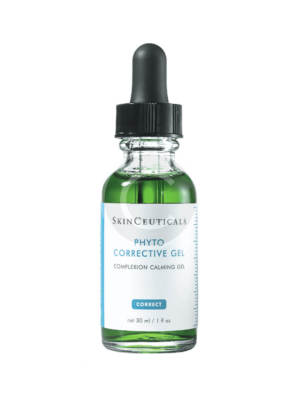 SKINCEUTICALS
PHYTO
CORRECTIVE GEL
COMPLEXION CALMING GEL
CORRECT
net 30 ml / 1 fl oz